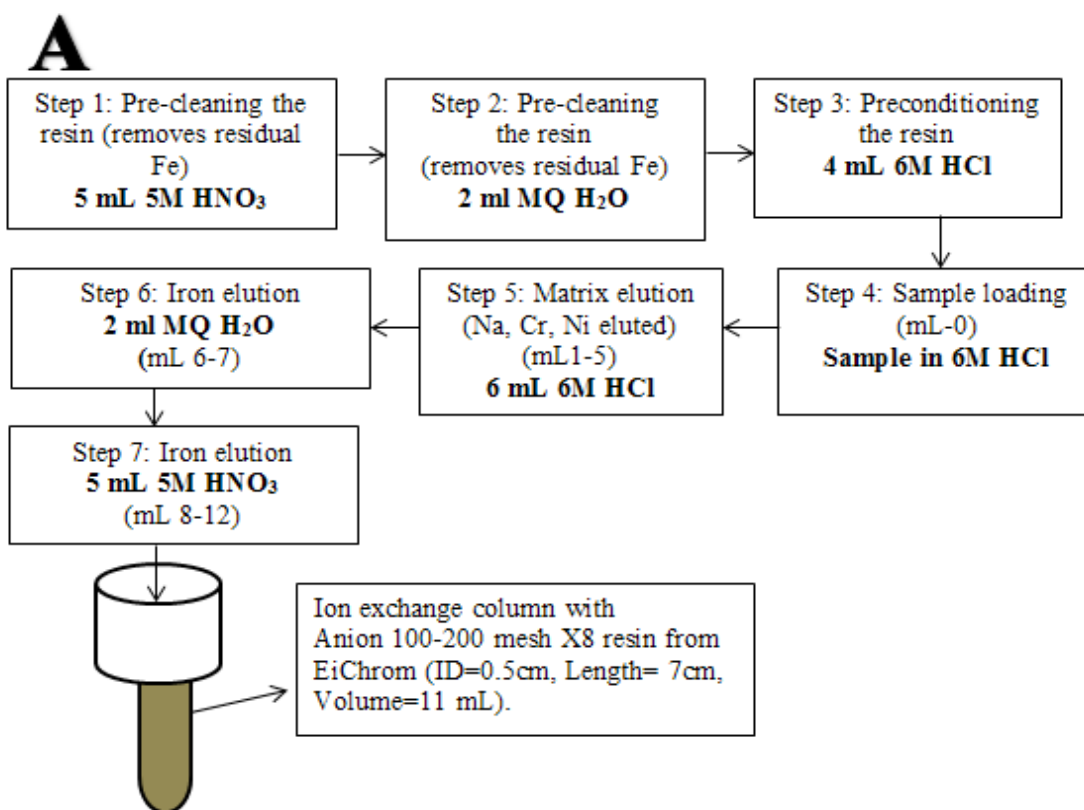 A
Step 1: Pre-cleaning the
resin (removes residual
Fe)
5 mL 5M HNO₃
Step 2: Pre-cleaning
the resin
(removes residual Fe)
2 ml MQ H₂O
Step 3: Preconditioning
the resin
4 mL 6M HCl
Step 4: Sample loading
(mL-0)
Sample in 6M HCl
Step 5: Matrix elution
(Na, Cr, Ni eluted)
(mL1-5)
6 mL 6M HCl
Step 6: Iron elution
2 ml MQ H₂O
(mL 6-7)
Step 7: Iron elution
5 mL 5M HNO₃
(mL 8-12)
Ion exchange column with
Anion 100-200 mesh X8 resin from
EiChrom (ID=0.5cm, Length= 7cm,
Volume=11 mL).